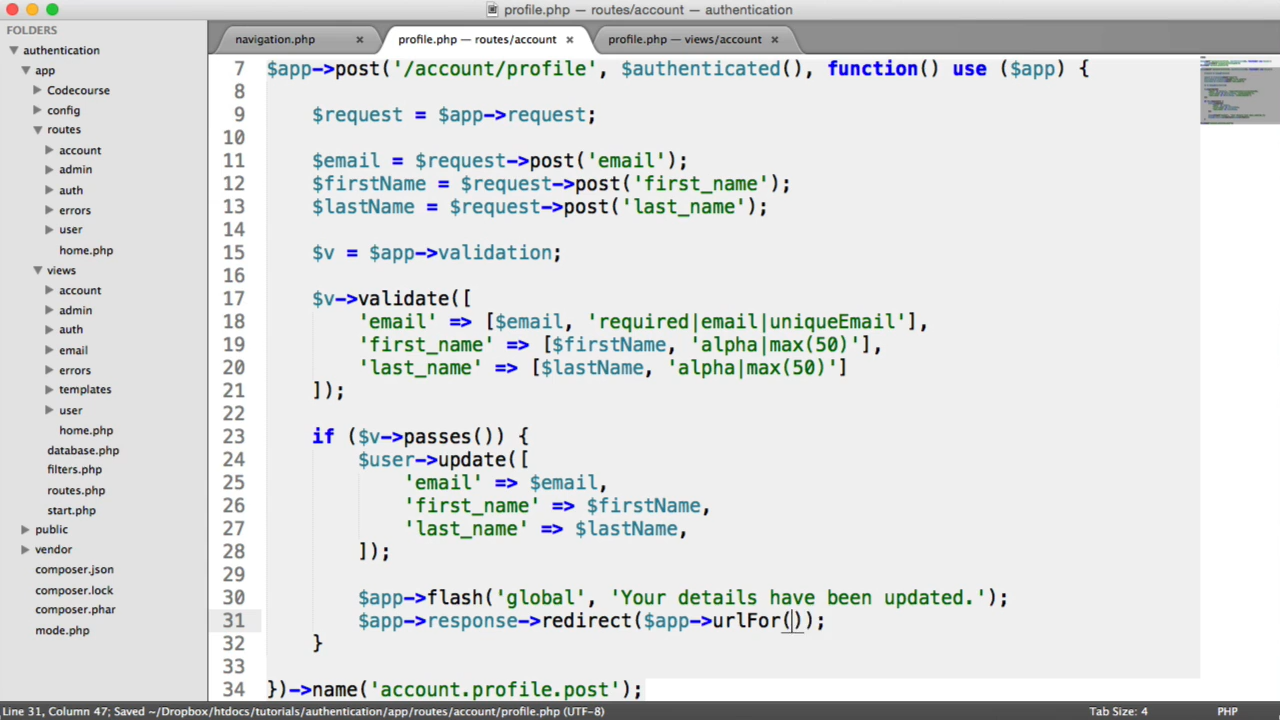 profile.php — routes/account — authentication
FOLDERS
authentication
app
Codecourse
config
routes
account
admin
auth
errors
user
home.php
views
account
admin
auth
email
errors
templates
user
home.php
database.php
filters.php
routes.php
start.php
public
vendor
composer.json
composer.lock
composer.phar
mode.php
navigation.php × profile.php — routes/account × profile.php — views/account ×
7 $app->post('/account/profile', $authenticated(), function() use ($app) {
8
9 $request = $app->request;
10
11 $email = $request->post('email');
12 $firstName = $request->post('first_name');
13 $lastName = $request->post('last_name');
14
15 $v = $app->validation;
16
17 $v->validate([
18 'email' => [$email, 'required|email|uniqueEmail'],
19 'first_name' => [$firstName, 'alpha|max(50)'],
20 'last_name' => [$lastName, 'alpha|max(50)']
21 ]);
22
23 if ($v->passes()) {
24 $user->update([
25 'email' => $email,
26 'first_name' => $firstName,
27 'last_name' => $lastName,
28 ]);
29
30 $app->flash('global', 'Your details have been updated.');
31 $app->response->redirect($app->urlFor());
32 }
33
34 })->name('account.profile.post');
Line 31, Column 47; Saved ~/Dropbox/htdocs/tutorials/authentication/app/routes/account/profile.php (UTF-8) Tab Size: 4 PHP